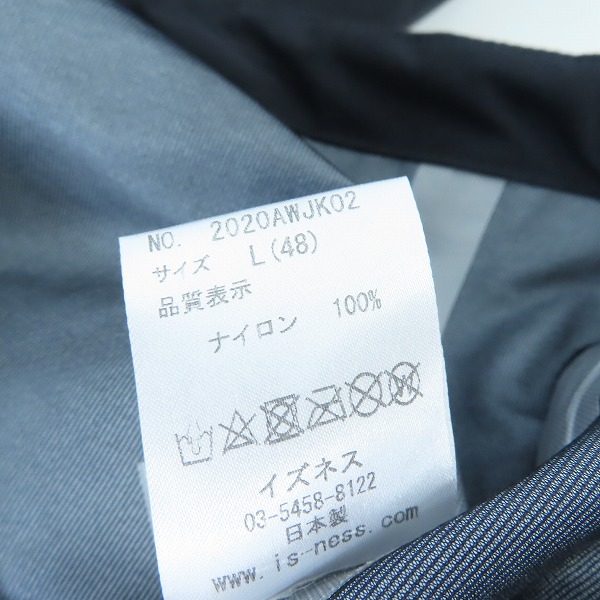 NO. 2020AWJK02
サイズ L(48)
品質表示
ナイロン 100%
イズネス
03-5458-8122
日本製
www.is-ness.com